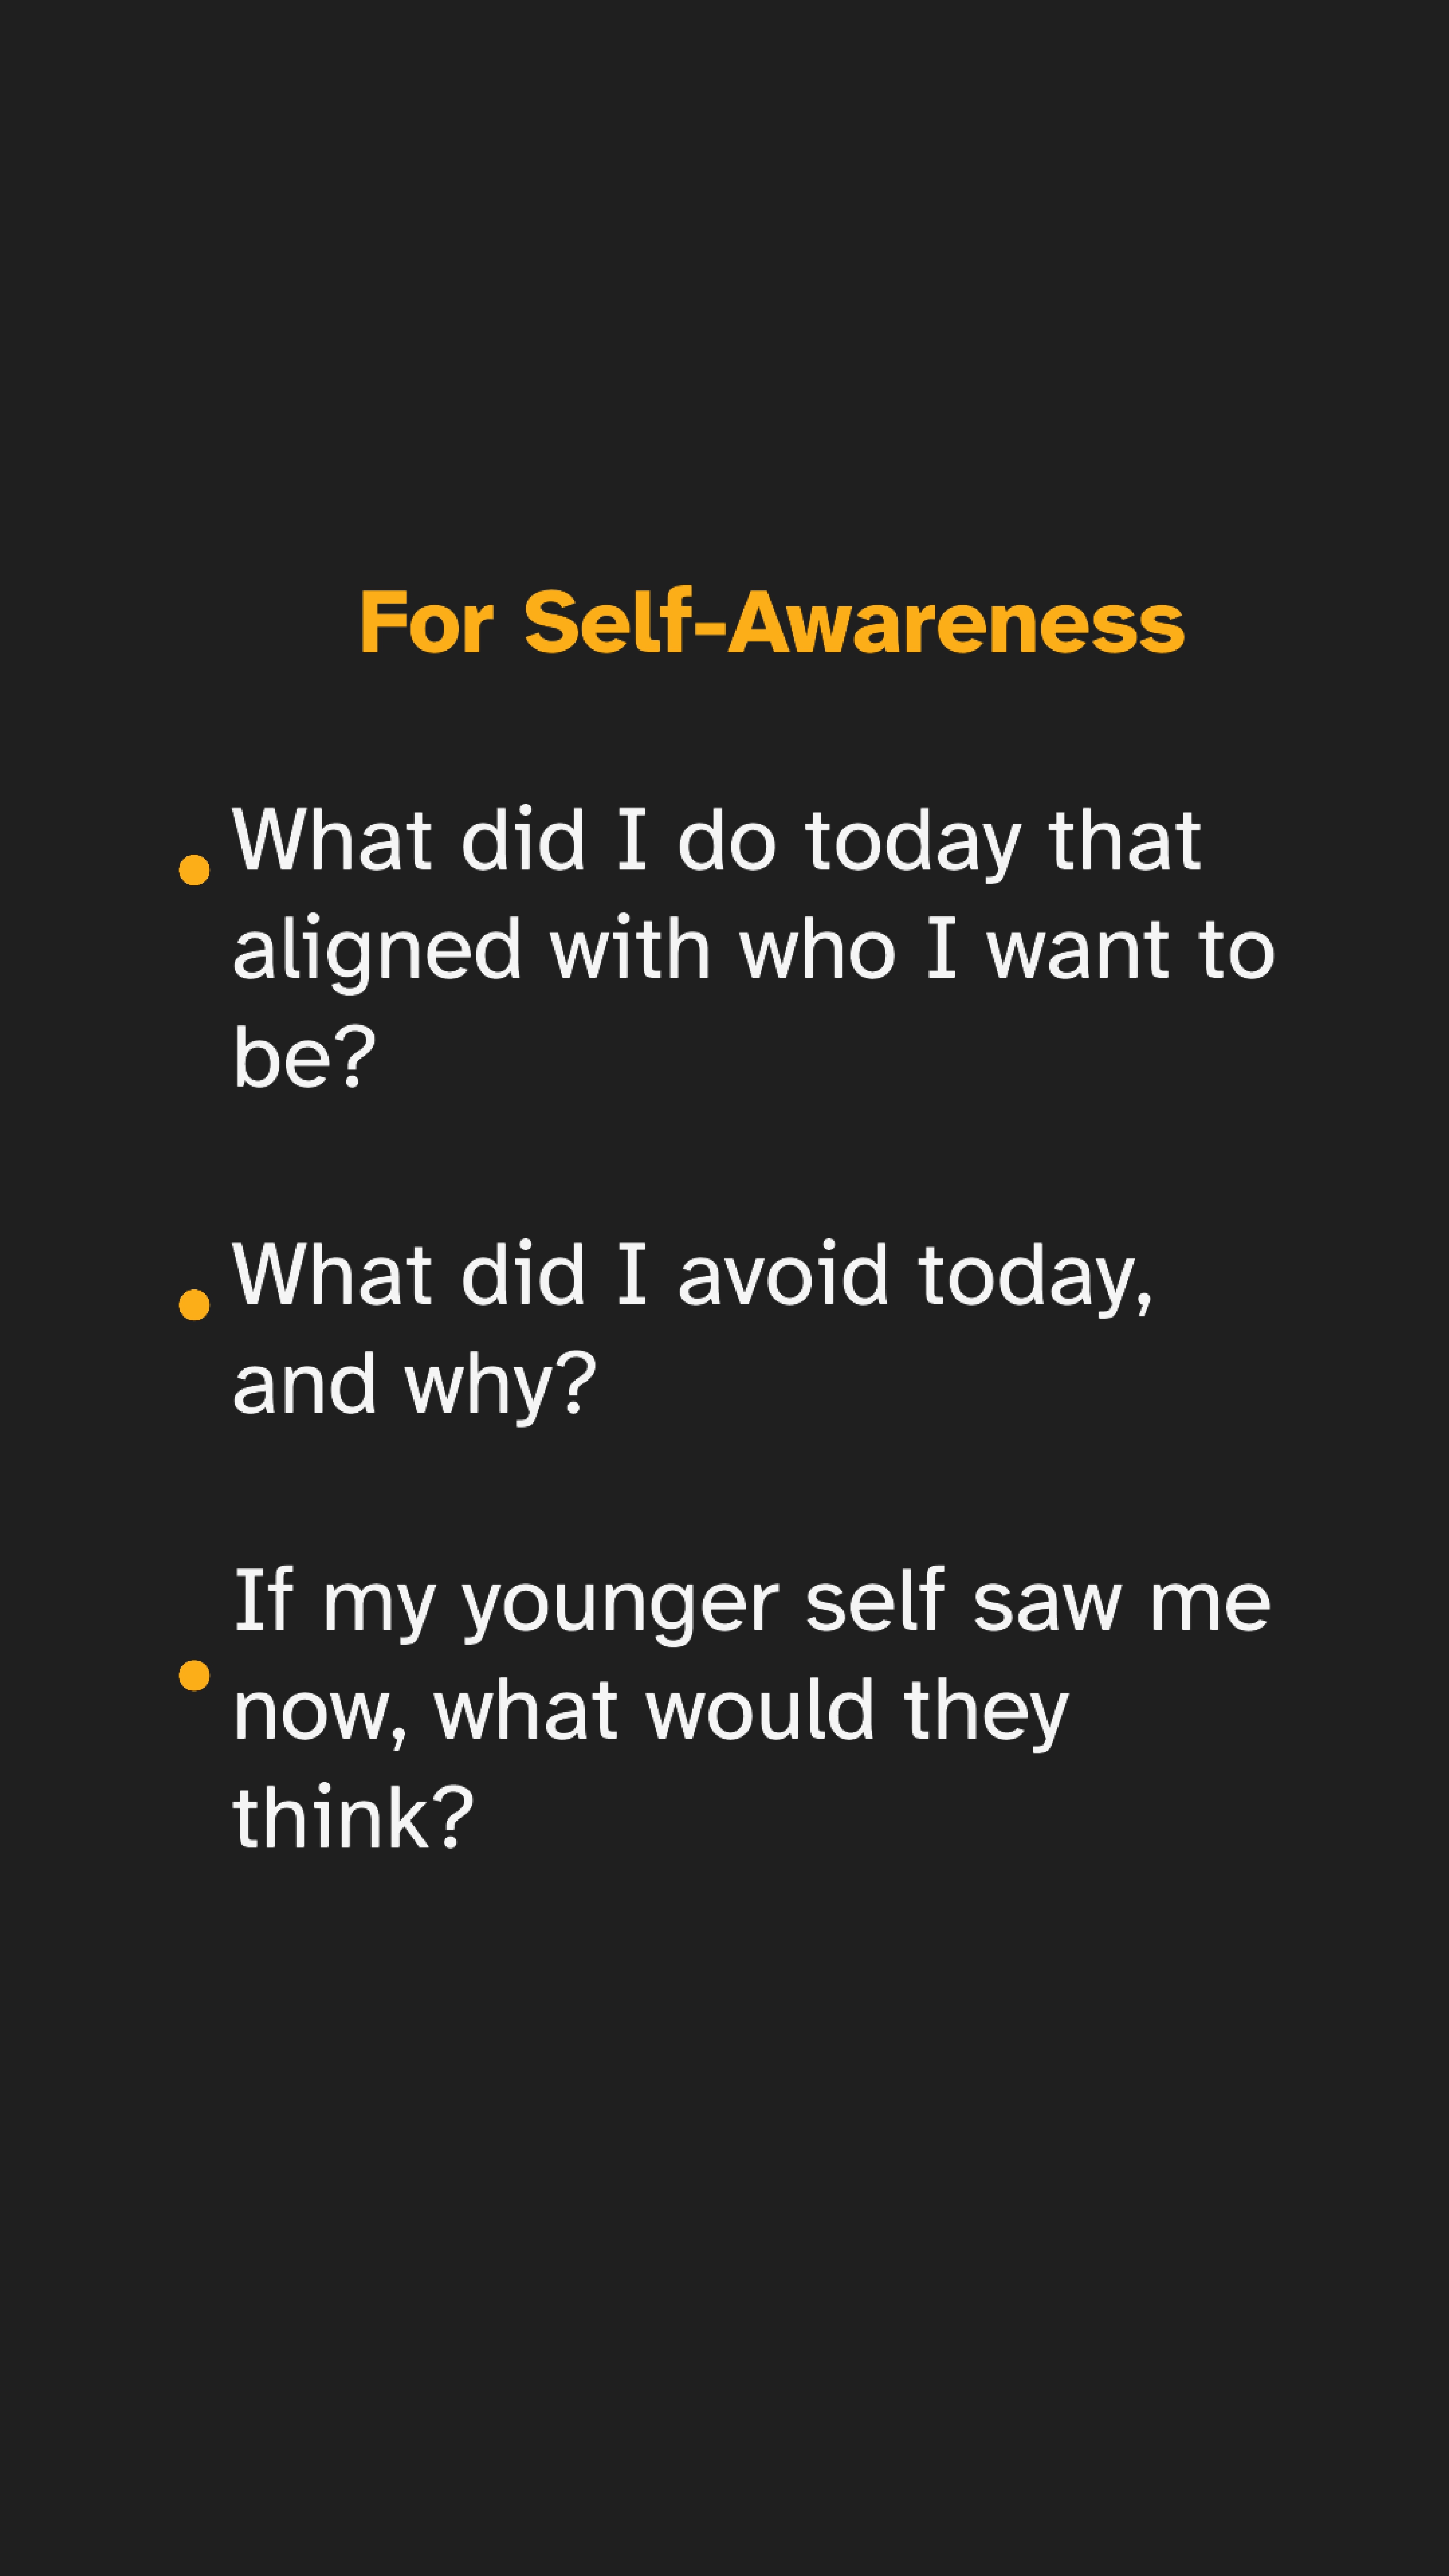 For Self-Awareness
What did I do today that
aligned with who I want to
be?
What did I avoid today,
and why?
If my younger self saw me
now, what would they
think?